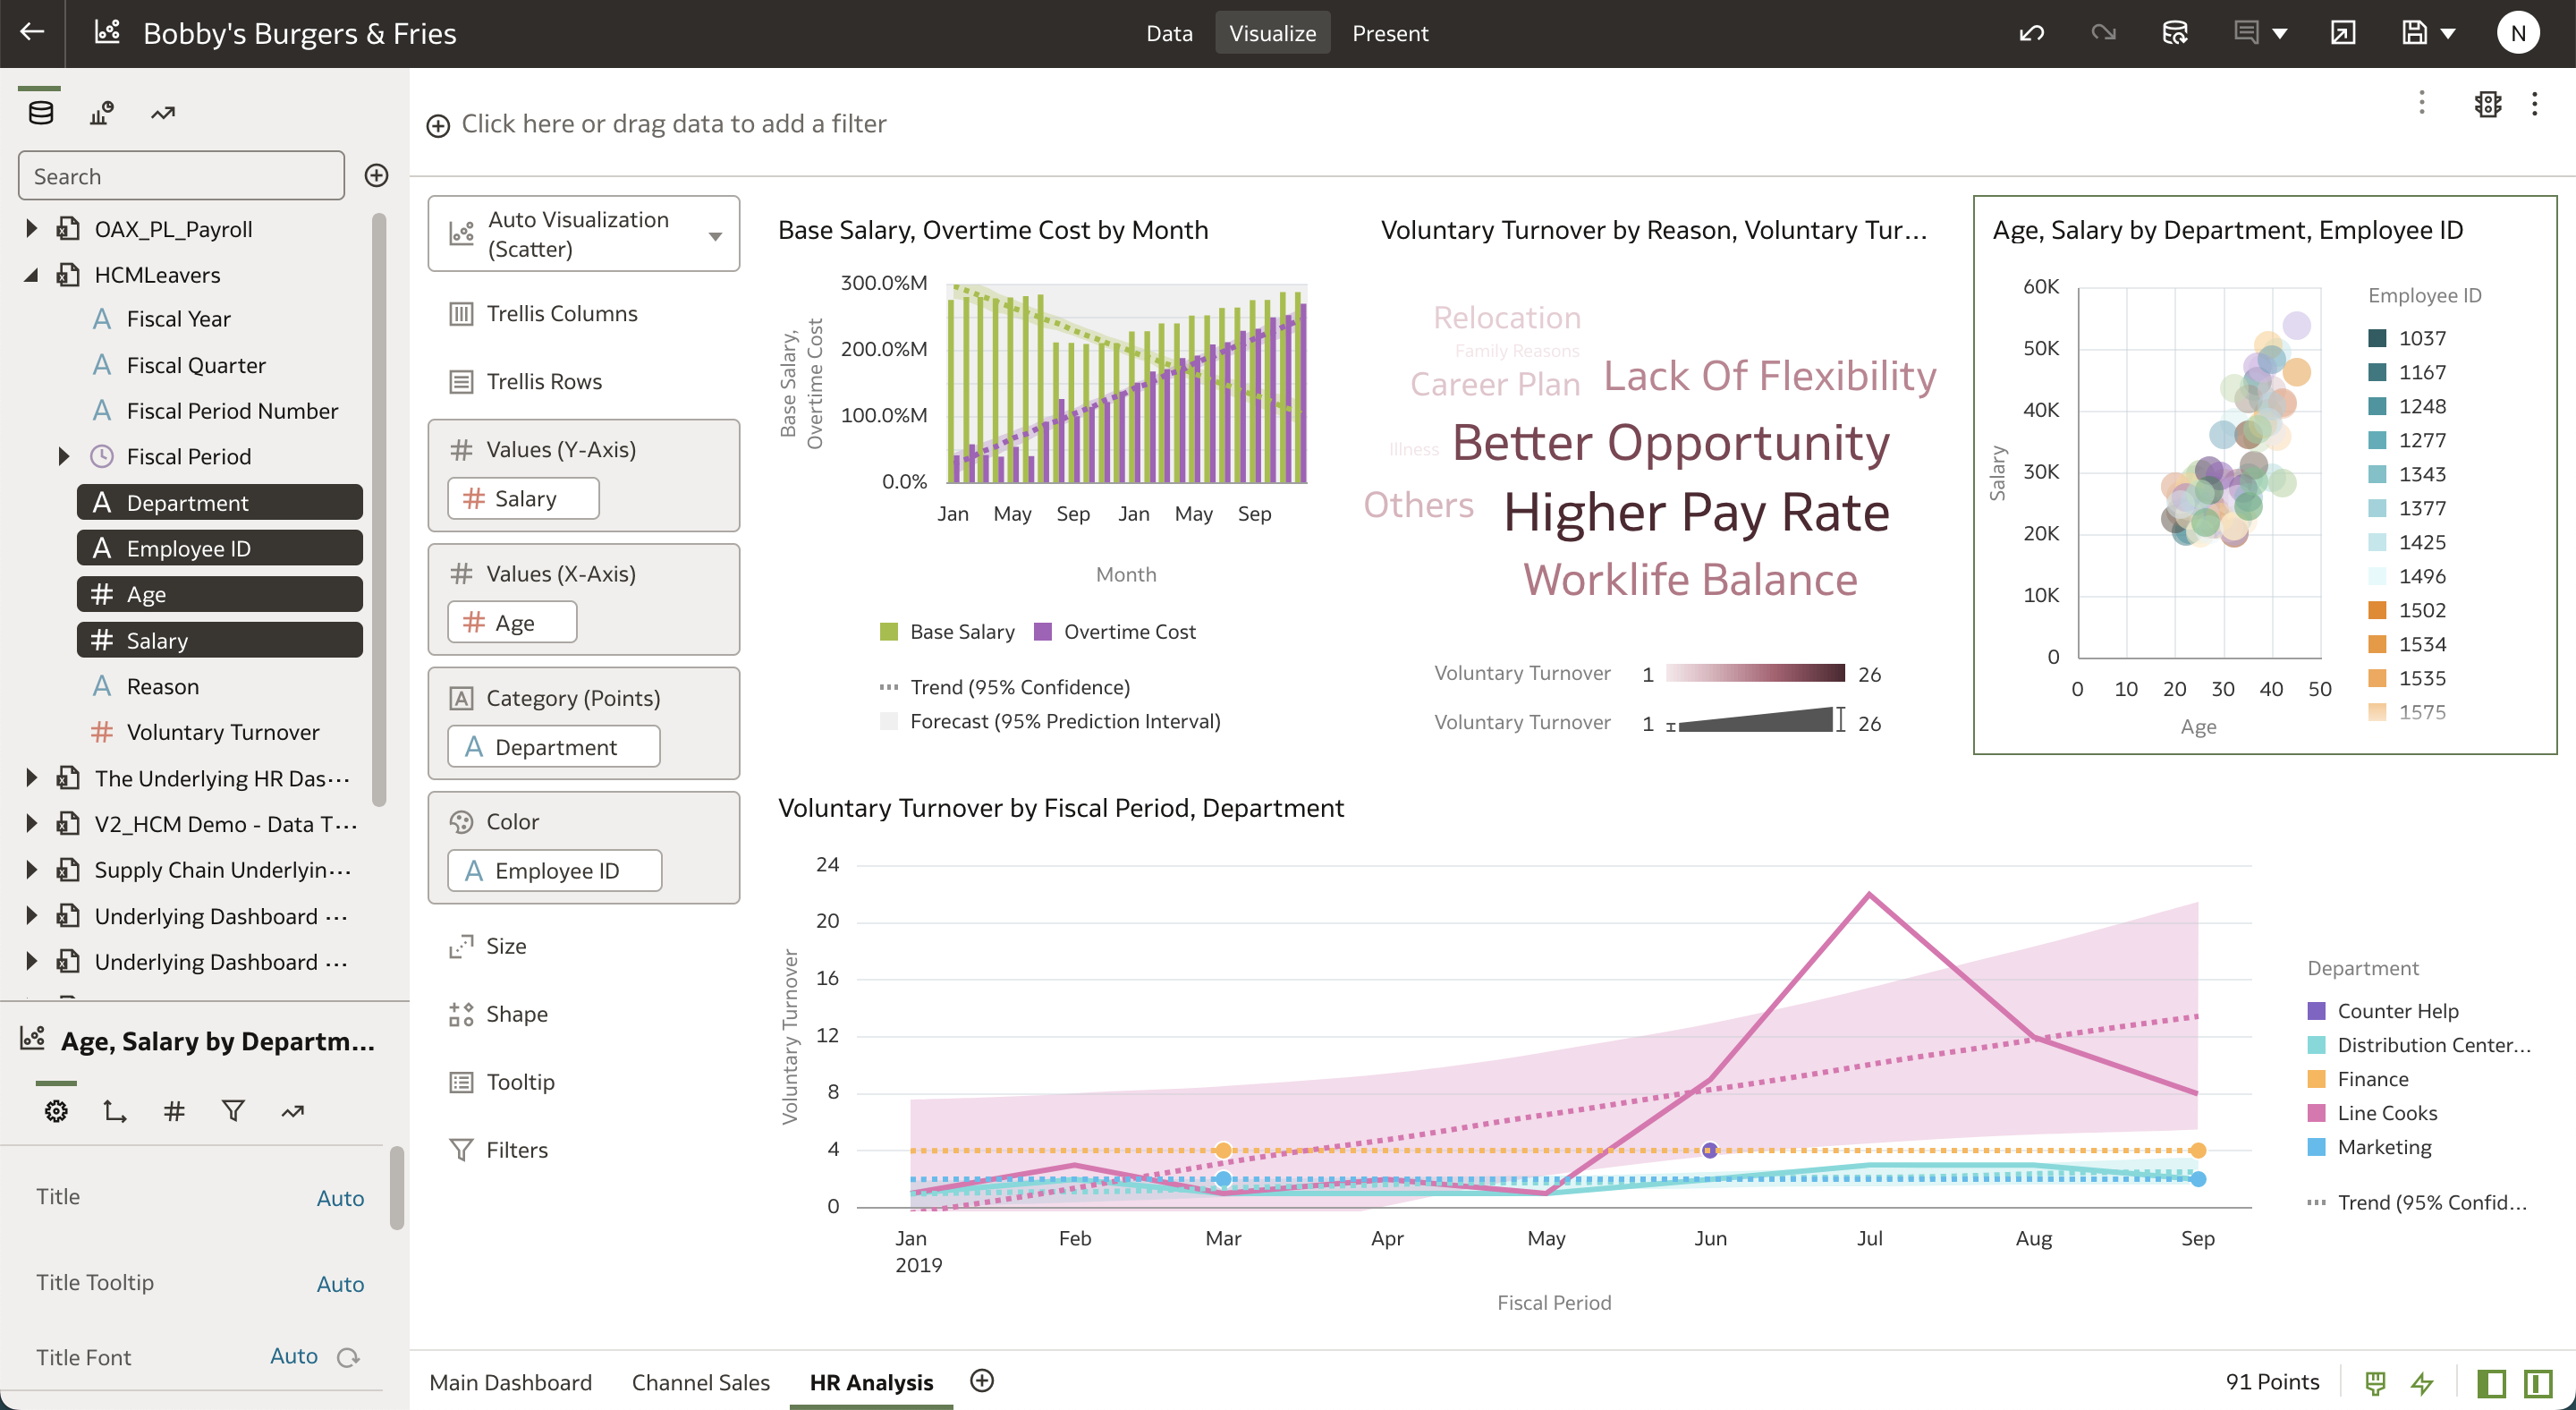 Bobby's Burgers & Fries
Data Visualize Present
N
Search
Click here or drag data to add a filter
OAX_PL_Payroll
HCMLeavers
Fiscal Year
Fiscal Quarter
Fiscal Period Number
Fiscal Period
Department
Employee ID
Age
Salary
Reason
Voluntary Turnover
The Underlying HR Das...
V2_HCM Demo - Data T...
Supply Chain Underlyin...
Underlying Dashboard ...
Underlying Dashboard ...
Age, Salary by Departm...
Title Auto
Title Tooltip Auto
Title Font Auto
Auto Visualization
(Scatter)
Trellis Columns
Trellis Rows
Values (Y-Axis)
Salary
Values (X-Axis)
Age
Category (Points)
Department
Color
Employee ID
Size
Shape
Tooltip
Filters
Base Salary, Overtime Cost by Month
Base Salary,
Overtime Cost
300.0%M
200.0%M
100.0%M
0.0%
Jan May Sep Jan May Sep
Month
Base Salary Overtime Cost
Trend (95% Confidence)
Forecast (95% Prediction Interval)
Voluntary Turnover by Reason, Voluntary Tur...
Relocation
Family Reasons
Career Plan Lack Of Flexibility
Illness Better Opportunity
Others Higher Pay Rate
Worklife Balance
Voluntary Turnover 1 26
Voluntary Turnover 1 26
Age, Salary by Department, Employee ID
Salary
60K
50K
40K
30K
20K
10K
0
0 10 20 30 40 50
Age
Employee ID
1037
1167
1248
1277
1343
1377
1425
1496
1502
1534
1535
1575
Voluntary Turnover by Fiscal Period, Department
Voluntary Turnover
24
20
16
12
8
4
0
Jan Feb Mar Apr May Jun Jul Aug Sep
2019
Fiscal Period
Department
Counter Help
Distribution Center...
Finance
Line Cooks
Marketing
Trend (95% Confid...
Main Dashboard Channel Sales HR Analysis
91 Points